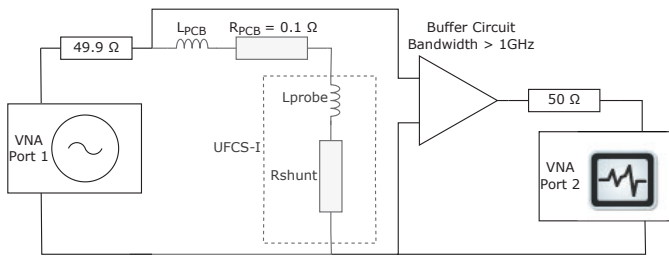 LPCB
RPCB = 0.1 Ω
Buffer Circuit
Bandwidth > 1GHz
49.9 Ω
Lprobe
50 Ω
VNA
Port 1
UFCS-I
Rshunt
VNA
Port 2